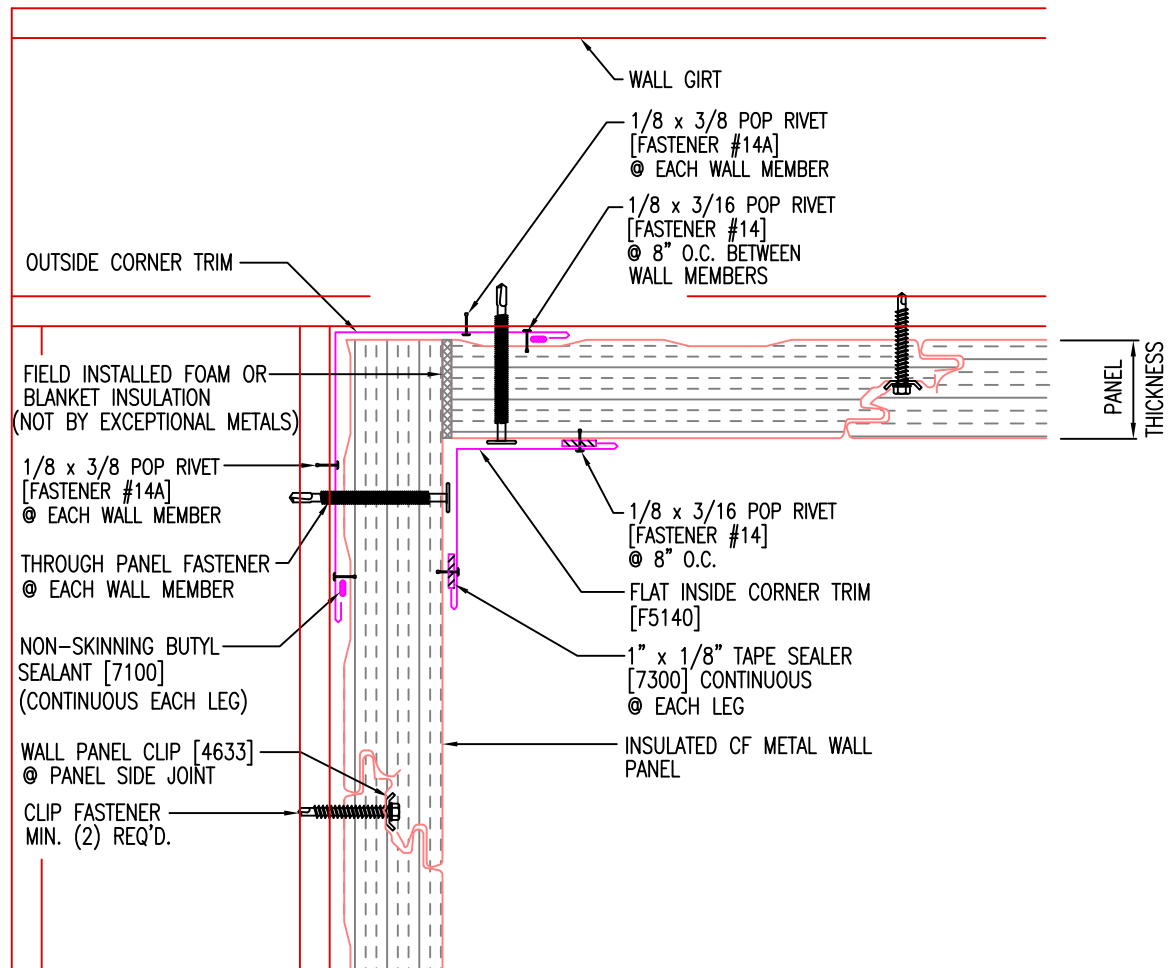 WALL GIRT
1/8 x 3/8 POP RIVET
[FASTENER #14A]
@ EACH WALL MEMBER
1/8 x 3/16 POP RIVET
[FASTENER #14]
@ 8" O.C. BETWEEN
WALL MEMBERS
OUTSIDE CORNER TRIM
FIELD INSTALLED FOAM OR
BLANKET INSULATION
(NOT BY EXCEPTIONAL METALS)
1/8 x 3/8 POP RIVET
[FASTENER #14A]
@ EACH WALL MEMBER
THROUGH PANEL FASTENER
@ EACH WALL MEMBER
NON-SKINNING BUTYL
SEALANT [7100]
(CONTINUOUS EACH LEG)
WALL PANEL CLIP [4633]
@ PANEL SIDE JOINT
CLIP FASTENER
MIN. (2) REQ'D.
PANEL
THICKNESS
1/8 x 3/16 POP RIVET
[FASTENER #14]
@ 8" O.C.
FLAT INSIDE CORNER TRIM
[F5140]
1" x 1/8" TAPE SEALER
[7300] CONTINUOUS
@ EACH LEG
INSULATED CF METAL WALL
PANEL